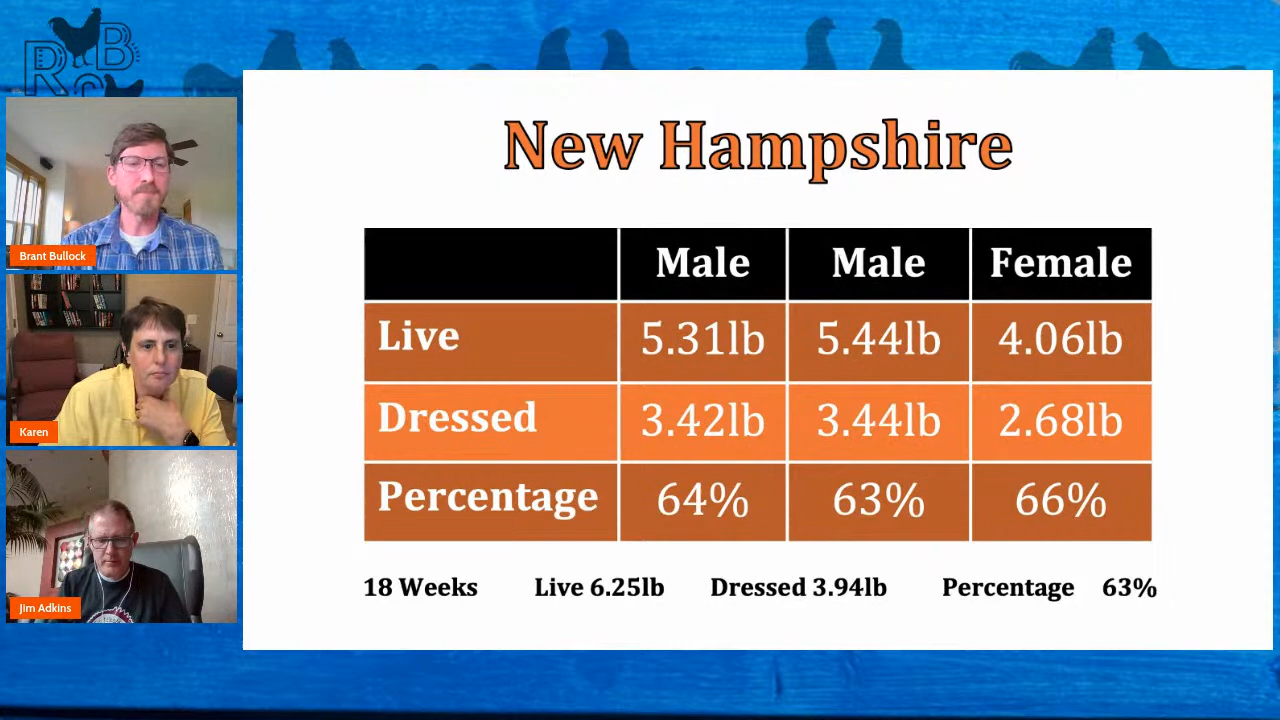 R B
C
Brant Bullock
Karen
Jim Adkins
New Hampshire
Male Male Female
Live 5.31lb 5.44lb 4.06lb
Dressed 3.42lb 3.44lb 2.68lb
Percentage 64% 63% 66%
18 Weeks Live 6.25lb Dressed 3.94lb Percentage 63%